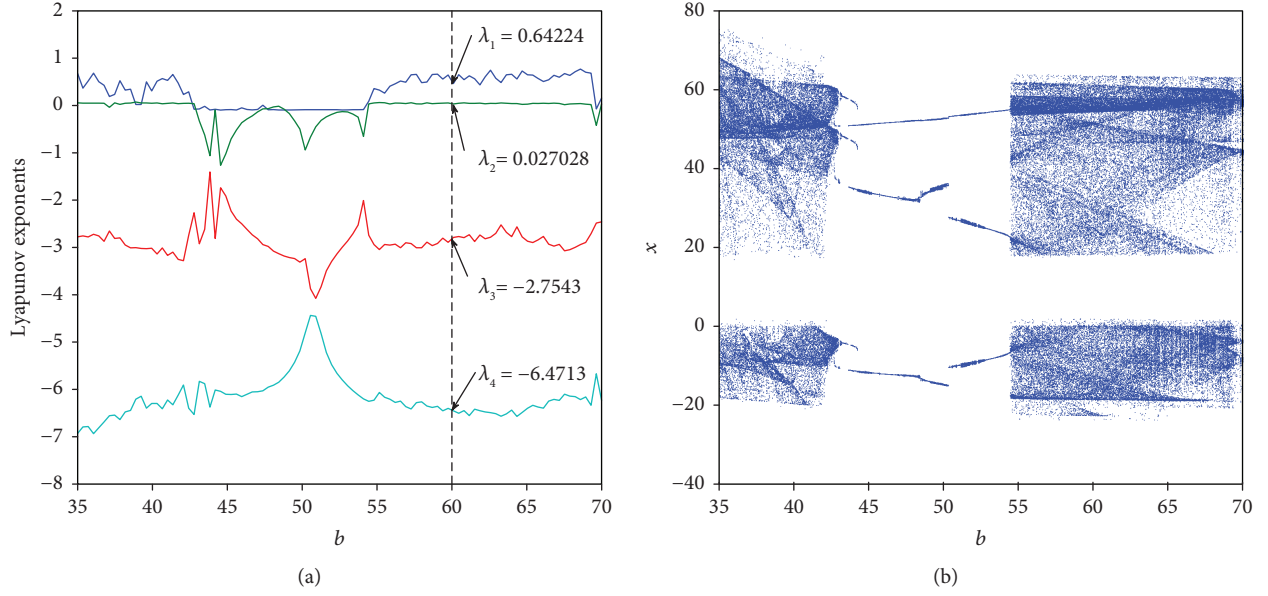 2
1
0
−1
−2
−3
−4
−5
−6
−7
−8
Lyapunov exponents
λ1 = 0.64224
λ2 = 0.027028
λ3 = −2.7543
λ4 = −6.4713
35 40 45 50 55 60 65 70
b
(a)
80
60
40
20
0
−20
−40
x
35 40 45 50 55 60 65 70
b
(b)